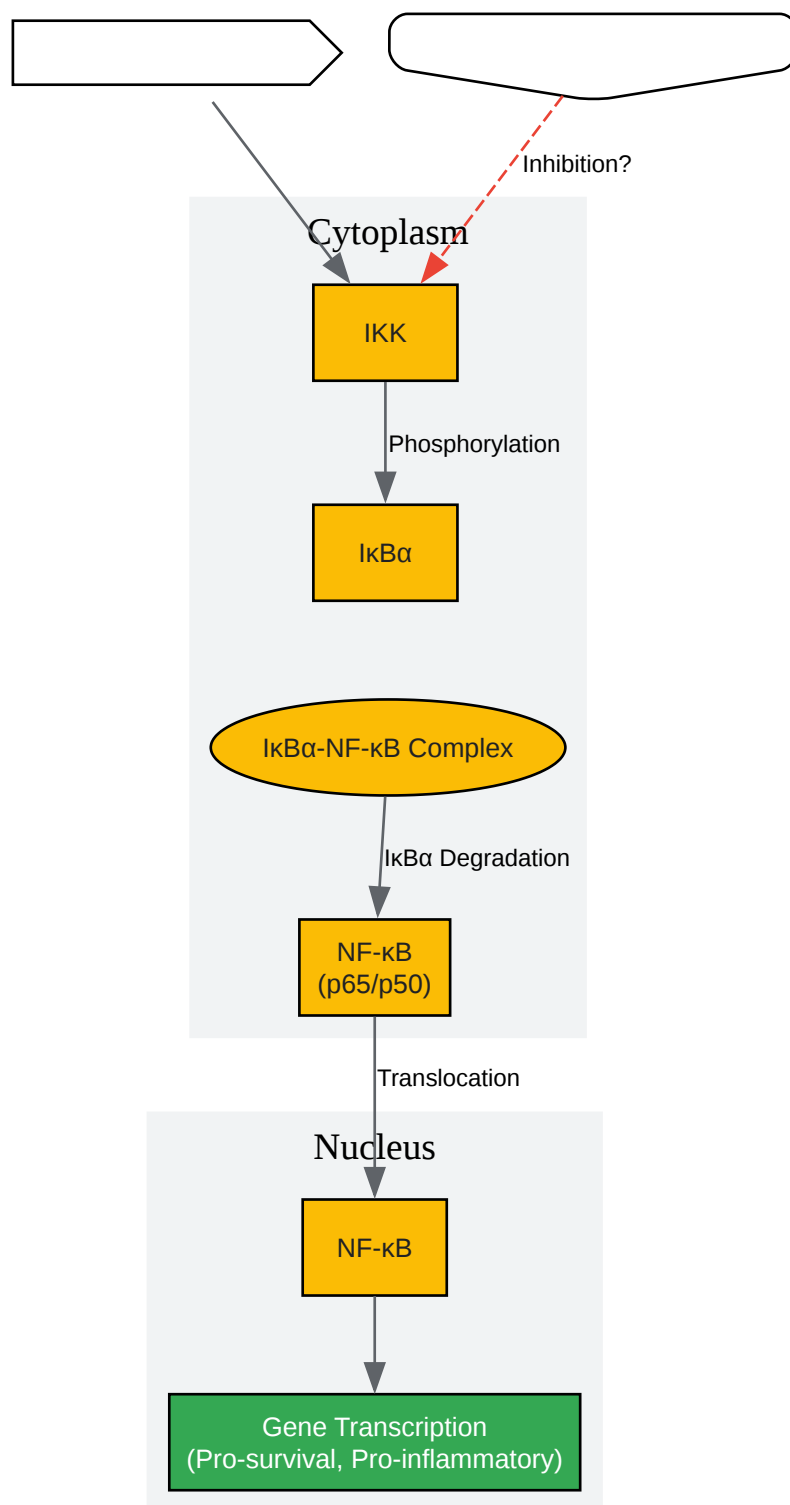 Inhibition?
Cytoplasm
IKK
Phosphorylation
IκBα
IκBα-NF-κB Complex
IκBα Degradation
NF-κB
(p65/p50)
Translocation
Nucleus
NF-κB
Gene Transcription
(Pro-survival, Pro-inflammatory)